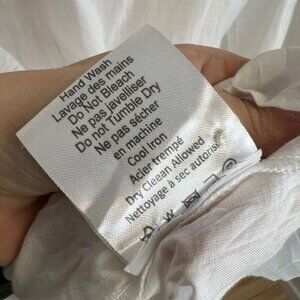 Hand Wash
Lavage des mains
Do Not Bleach
Ne pas javelliser
Do not Tumble Dry
Ne pas sécher
en machine
Cool Iron
Acier trempé
Dry Cleean Allowed
Nettoyage à sec autorisé